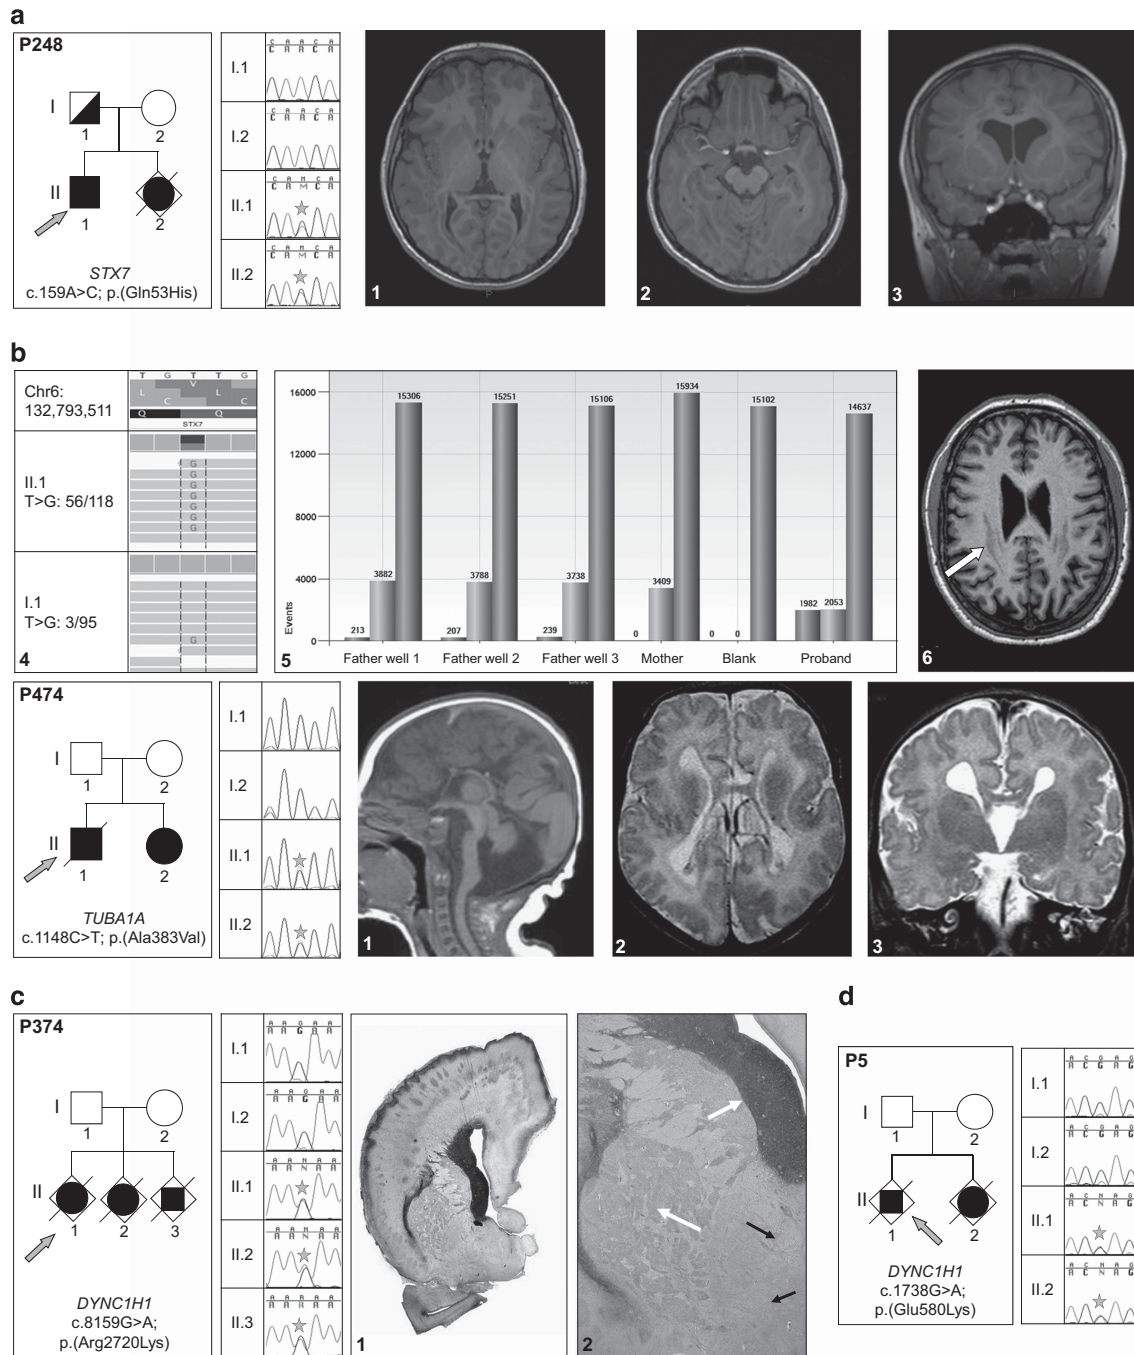 a
P248
I
1
2
II
1
2
STX7
c.159A>C; p.(Gln53His)
I.1
C A A C A
C A A C A
I.2
C A A C A
C A A C A
II.1
C A M C A
C A M C A
II.2
C A M C A
C A M C A
1
2
3
b
Chr6:
132,793,511
T G T T G
V
L L
C C
Q Q
STX7
II.1
T>G: 56/118
G
G
G
G
G
G
I.1
T>G: 3/95
G
4
16000
12000
8000
4000
0
Events
213 3882 15306
207 3788 15251
239 3738 15106
0 3409 15934
0 0 15102
1982 2053 14637
Father well 1 Father well 2 Father well 3 Mother Blank Proband
5
6
P474
I
1
2
II
1
2
TUBA1A
c.1148C>T; p.(Ala383Val)
I.1
I.2
II.1
II.2
1
2
3
c
P374
I
1
2
II
1
2
3
DYNC1H1
c.8159G>A;
p.(Arg2720Lys)
I.1
A A G A A
A A G A A
I.2
A A G A A
A A G A A
II.1
A A N A A
A A N A A
II.2
A A N A A
A A N A A
II.3
A A R A A
A A R A A
1
2
d
P5
I
1
2
II
1
2
DYNC1H1
c.1738G>A;
p.(Glu580Lys)
I.1
A C G A G
A C G A G
I.2
A C G A G
A C G A G
II.1
A C N A G
A C N A G
II.2
A C N A G
A C N A G